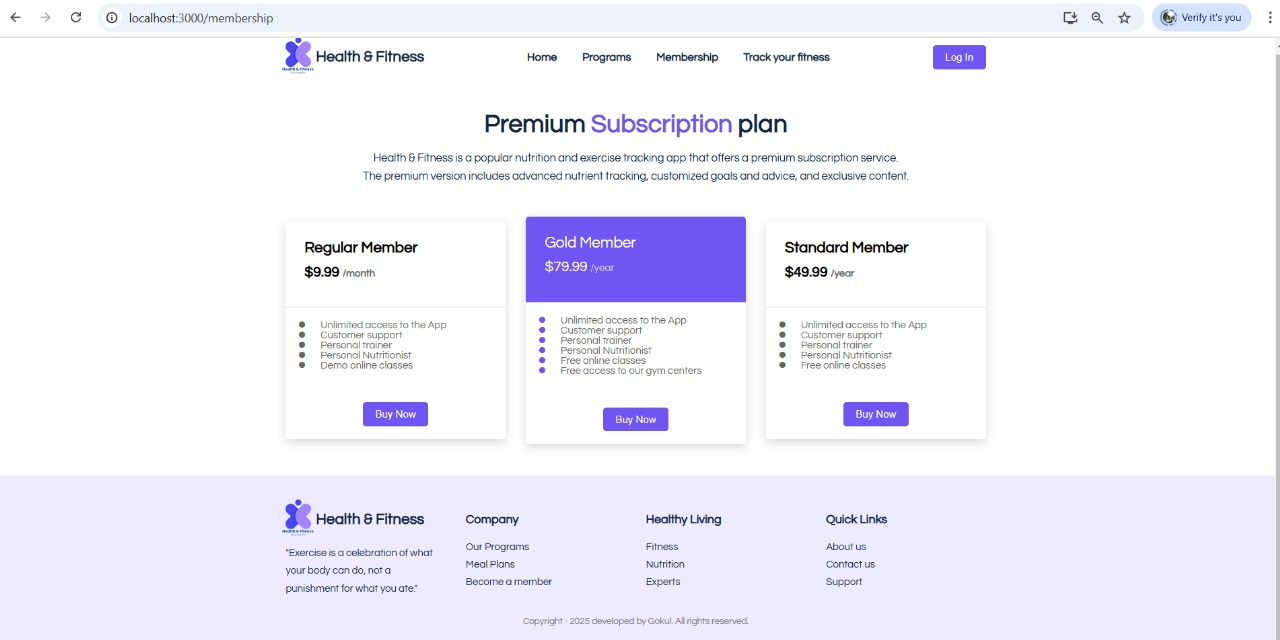 localhost:3000/membership
Verify it's you
Health & Fitness
Health & Fitness
Home
Programs
Membership
Track your fitness
Log In
Premium Subscription plan
Health & Fitness is a popular nutrition and exercise tracking app that offers a premium subscription service.
The premium version includes advanced nutrient tracking, customized goals and advice, and exclusive content.
Regular Member
$9.99 /month
Unlimited access to the App
Customer support
Personal trainer
Personal Nutritionist
Demo online classes
Buy Now
Gold Member
$79.99 /year
Unlimited access to the App
Customer support
Personal trainer
Personal Nutritionist
Free online classes
Free access to our gym centers
Buy Now
Standard Member
$49.99 /year
Unlimited access to the App
Customer support
Personal trainer
Personal Nutritionist
Free online classes
Buy Now
Health & Fitness
Health & Fitness
"Exercise is a celebration of what
your body can do, not a
punishment for what you ate."
Company
Our Programs
Meal Plans
Become a member
Healthy Living
Fitness
Nutrition
Experts
Quick Links
About us
Contact us
Support
Copyright - 2025 developed by Gokul. All rights reserved.